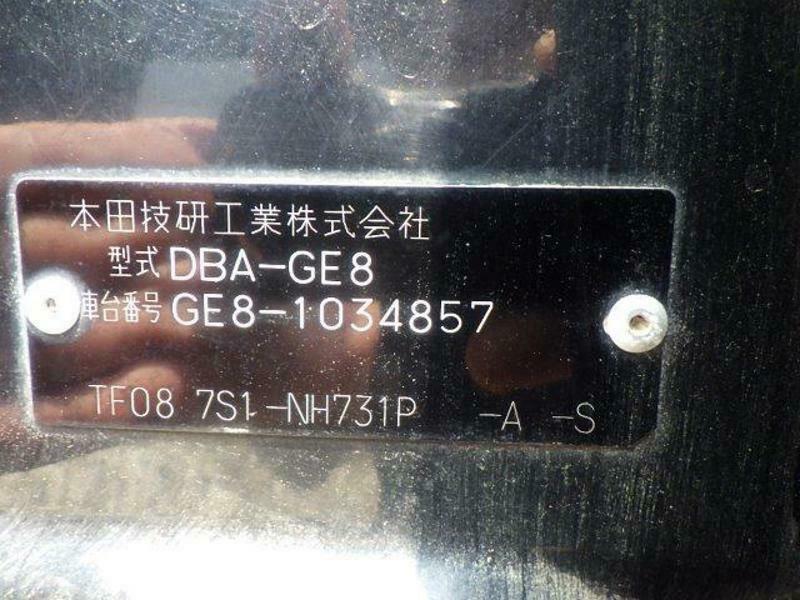 本田技研工業株式会社
型式 DBA-GE8
車台番号 GE8-1034857
TF08 7S1-NH731P -A -S